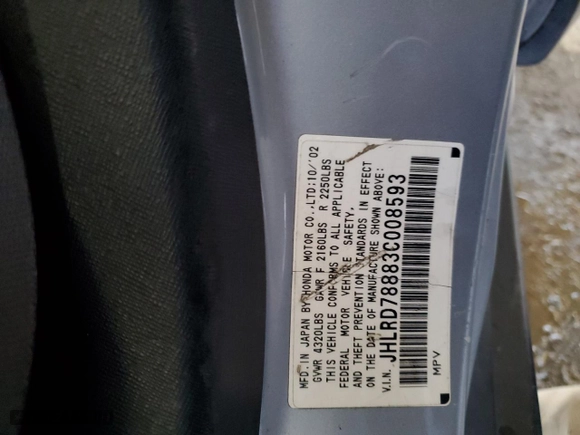 MFD. IN JAPAN BY HONDA MOTOR CO.,LTD:10/'02
GVWR 4320LBS GAWR F 2160LBS R 2250LBS
THIS VEHICLE CONFORMS TO ALL APPLICABLE
FEDERAL MOTOR VEHICLE SAFETY,
AND THEFT PREVENTION STANDARDS IN EFFECT
ON THE DATE OF MANUFACTURE SHOWN ABOVE:
V.I.N. JHLRD78883C008593
MPV